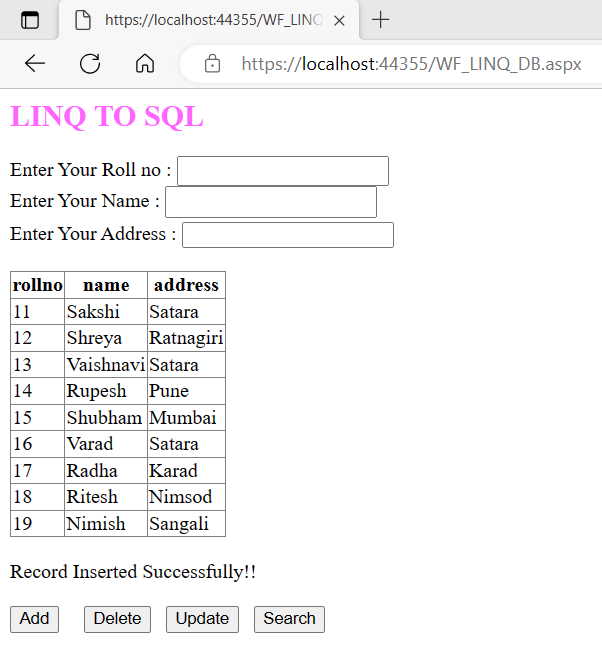 https://localhost:44355/WF_LINQ
https://localhost:44355/WF_LINQ_DB.aspx
LINQ TO SQL
Enter Your Roll no :
Enter Your Name :
Enter Your Address :
rollno name address
11 Sakshi Satara
12 Shreya Ratnagiri
13 Vaishnavi Satara
14 Rupesh Pune
15 Shubham Mumbai
16 Varad Satara
17 Radha Karad
18 Ritesh Nimsod
19 Nimish Sangali
Record Inserted Successfully!!
Add Delete Update Search